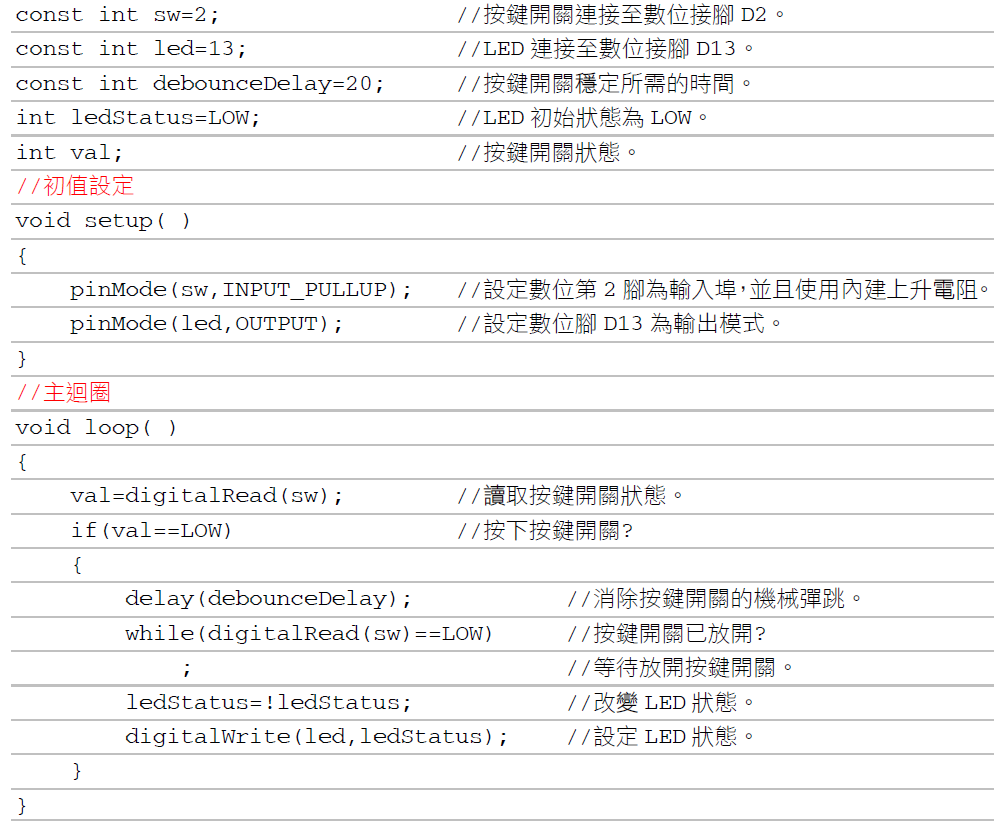 const int sw=2; //按鍵開關連接至數位接腳 D2。
const int led=13; //LED 連接至數位接腳 D13。
const int debounceDelay=20; //按鍵開關穩定所需的時間。
int ledStatus=LOW; //LED 初始狀態為 LOW。
int val; //按鍵開關狀態。
//初值設定
void setup( )
{
pinMode(sw,INPUT_PULLUP); //設定數位第 2 腳為輸入埠,並且使用內建上升電阻。
pinMode(led,OUTPUT); //設定數位腳 D13 為輸出模式。
}
//主迴圈
void loop( )
{
val=digitalRead(sw); //讀取按鍵開關狀態。
if(val==LOW) //按下按鍵開關?
{
delay(debounceDelay); //消除按鍵開關的機械彈跳。
while(digitalRead(sw)==LOW) //按鍵開關已放開?
; //等待放開按鍵開關。
ledStatus=!ledStatus; //改變 LED 狀態。
digitalWrite(led,ledStatus); //設定 LED 狀態。
}
}